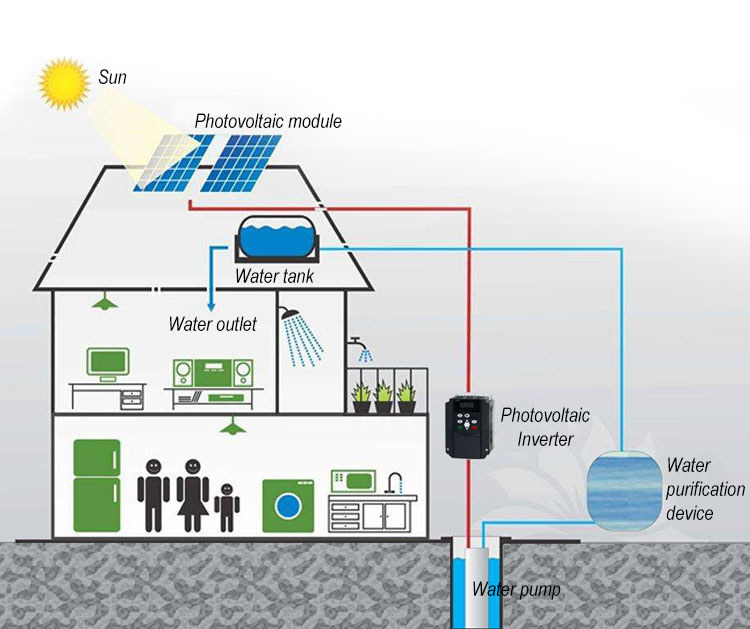 Sun
Photovoltaic module
Water tank
Water outlet
Photovoltaic
Inverter
Water
purification
device
Water pump